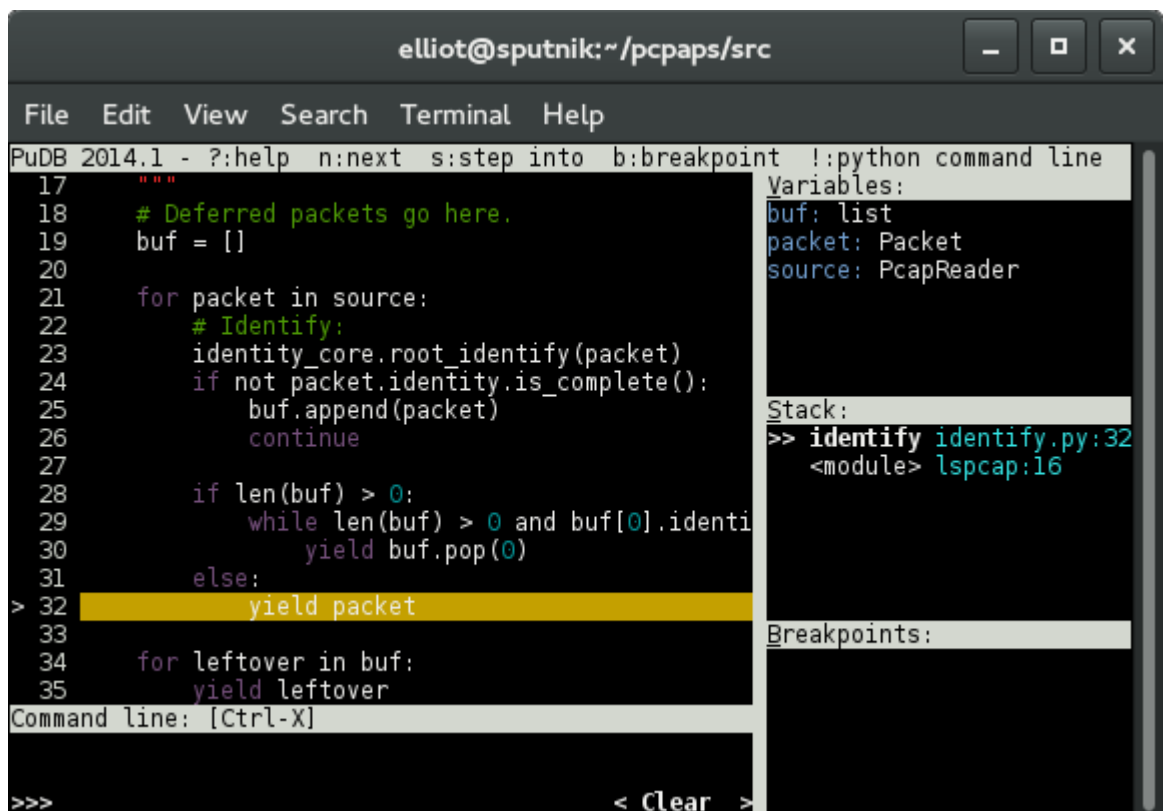 elliot@sputnik:~/pcpaps/src
File Edit View Search Terminal Help
PuDB 2014.1 - ?:help n:next s:step into b:breakpoint !:python command line
17 """
18 # Deferred packets go here.
19 buf = []
20
21 for packet in source:
22 # Identify:
23 identity_core.root_identify(packet)
24 if not packet.identity.is_complete():
25 buf.append(packet)
26 continue
27
28 if len(buf) > 0:
29 while len(buf) > 0 and buf[0].identi
30 yield buf.pop(0)
31 else:
> 32 yield packet
33
34 for leftover in buf:
35 yield leftover
Command line: [Ctrl-X]
>>> < Clear >
Variables:
buf: list
packet: Packet
source: PcapReader
Stack:
>> identify identify.py:32
<module> lspcap:16
Breakpoints: